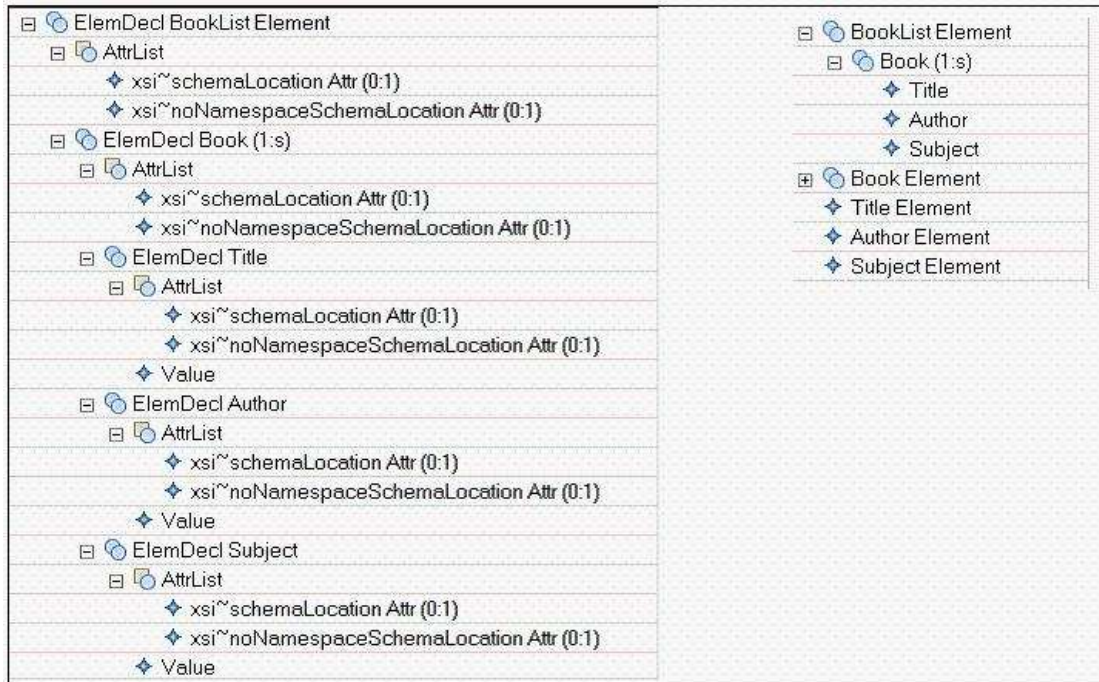 ElemDecl BookList Element
AttrList
xsi~schemaLocation Attr (0:1)
xsi~noNamespaceSchemaLocation Attr (0:1)
ElemDecl Book (1:s)
AttrList
xsi~schemaLocation Attr (0:1)
xsi~noNamespaceSchemaLocation Attr (0:1)
ElemDecl Title
AttrList
xsi~schemaLocation Attr (0:1)
xsi~noNamespaceSchemaLocation Attr (0:1)
Value
ElemDecl Author
AttrList
xsi~schemaLocation Attr (0:1)
xsi~noNamespaceSchemaLocation Attr (0:1)
Value
ElemDecl Subject
AttrList
xsi~schemaLocation Attr (0:1)
xsi~noNamespaceSchemaLocation Attr (0:1)
Value
BookList Element
Book (1:s)
Title
Author
Subject
Book Element
Title Element
Author Element
Subject Element